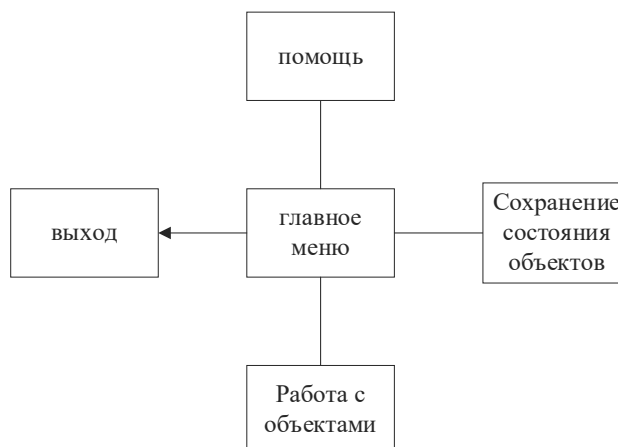 помощь
выход
главное
меню
Сохранение
состояния
объектов
Работа с
объектами